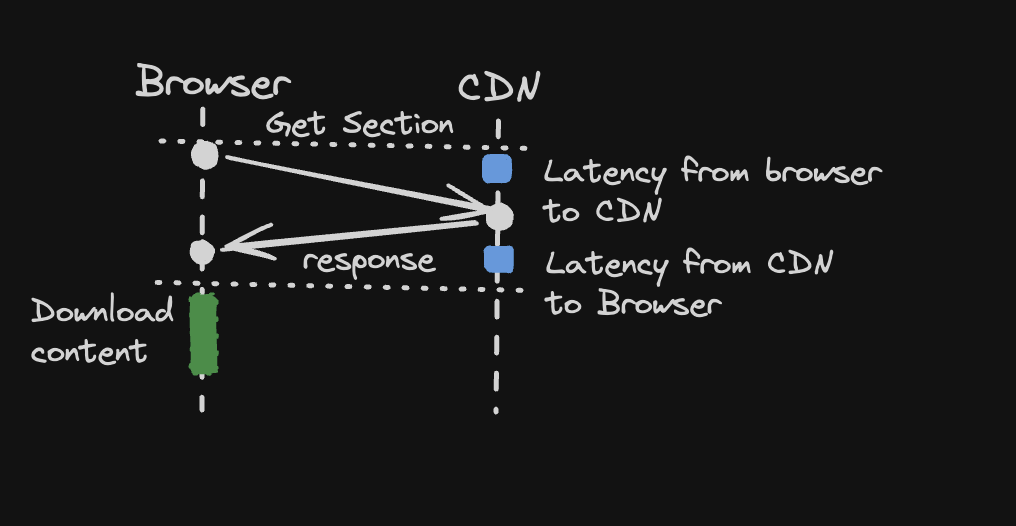 Browser
CDN
Get Section
Latency from browser
to CDN
response
Latency from CDN
to Browser
Download
content